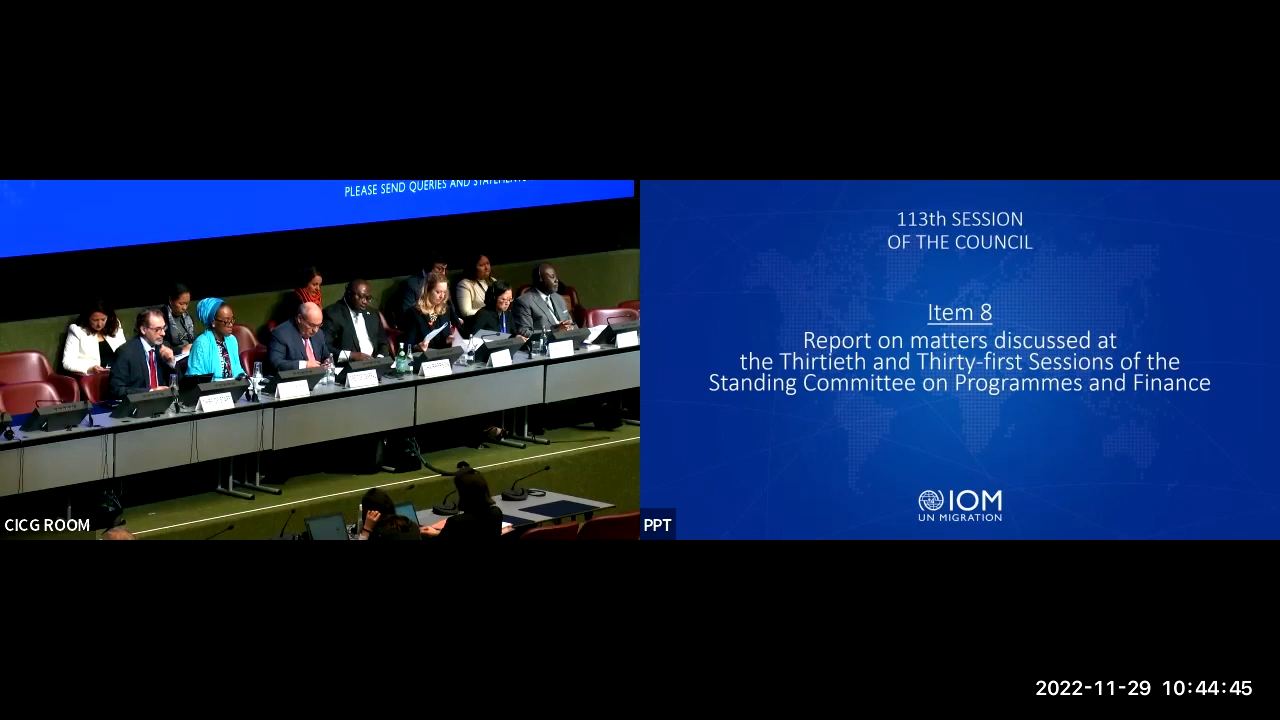 PLEASE SEND QUERIES AND STATEMENTS
CICG ROOM
113th SESSION
OF THE COUNCIL
Item 8
Report on matters discussed at
the Thirtieth and Thirty-first Sessions of the
Standing Committee on Programmes and Finance
IOM
UN MIGRATION
PPT
2022-11-29 10:44:45